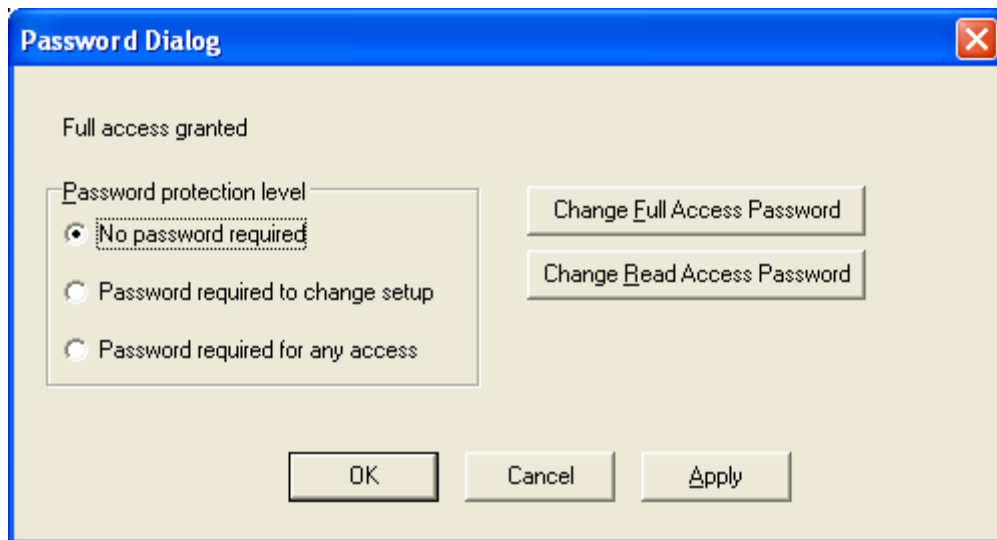 Password Dialog
Full access granted
Password protection level
No password required
Password required to change setup
Password required for any access
Change Full Access Password
Change Read Access Password
OK
Cancel
Apply